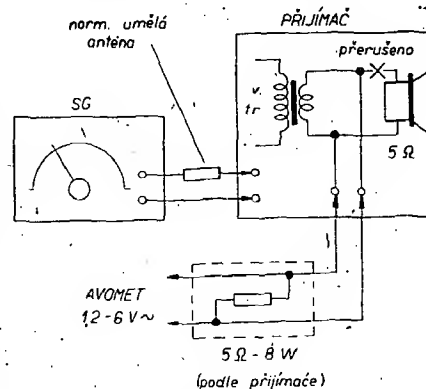 norm. umělá
anténa
PŘIJÍMAČ
přerušeno
SG
v.
tr
5 Ω
AVOMET
1,2-6 V~
5 Ω - 8 W
(podle přijímače)